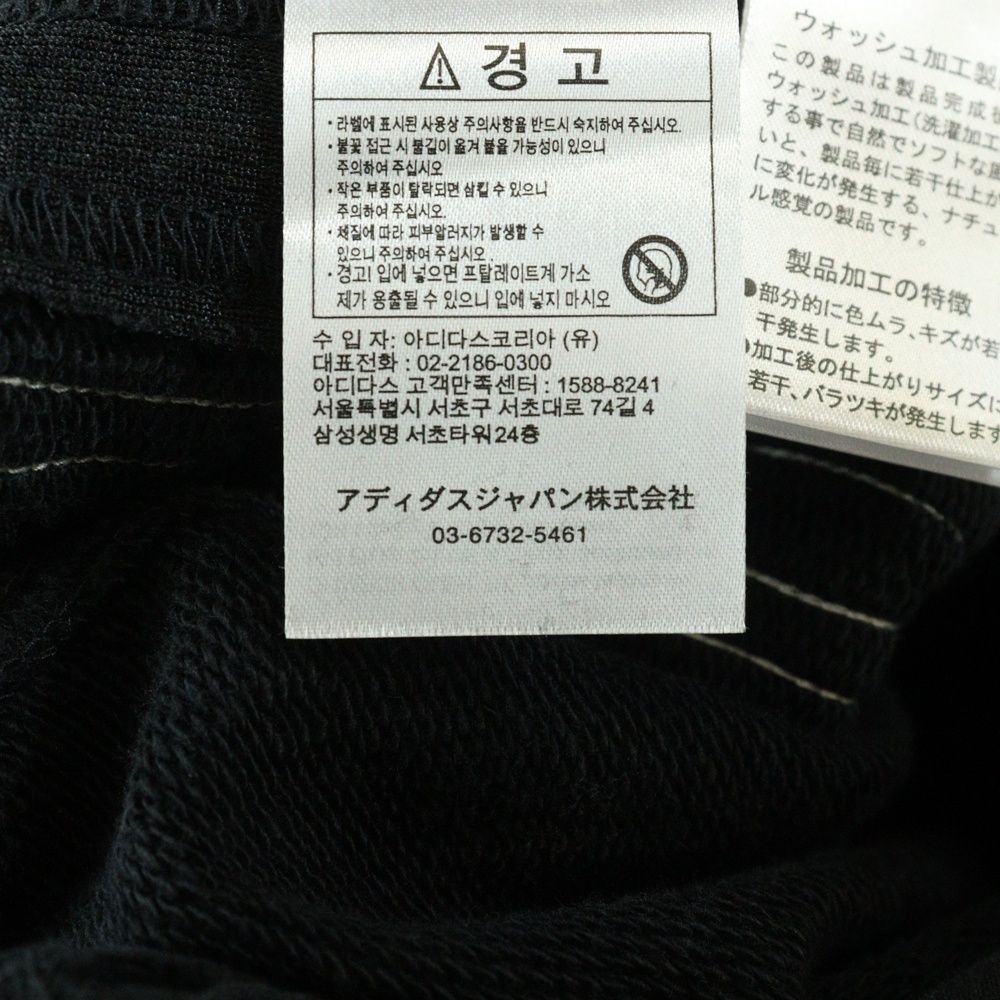 ⚠ 경 고
・라벨에 표시된 사용상 주의사항을 반드시 숙지하여 주십시오.
・불꽃 접근 시 불길이 옮겨 붙을 가능성이 있으니
주의하여 주십시오
・작은 부품이 탈락되면 삼킬 수 있으니
주의하여 주십시오.
・체질에 따라 피부알러지가 발생할 수
있으니 주의하여 주십시오.
・경고! 입에 넣으면 프탈레이트계 가소
제가 용출될 수 있으니 입에 넣지 마시오
수 입 자: 아디다스코리아 (유)
대표전화 : 02-2186-0300
아디다스 고객만족센터 : 1588-8241
서울특별시 서초구 서초대로 74길 4
삼성생명 서초타워24층
アディダスジャパン株式会社
03-6732-5461
ウォッシュ加工製
この製品は製品完成
ウォッシュ加工(洗濯加工
する事で自然でソフトな
いと、製品毎に若干仕上が
に変化が発生する、ナチュ
ル感覚の製品です。
製品加工の特徴
●部分的に色ムラ、キズが若
干発生します。
●加工後の仕上がりサイズに
若干、バラツキが発生します